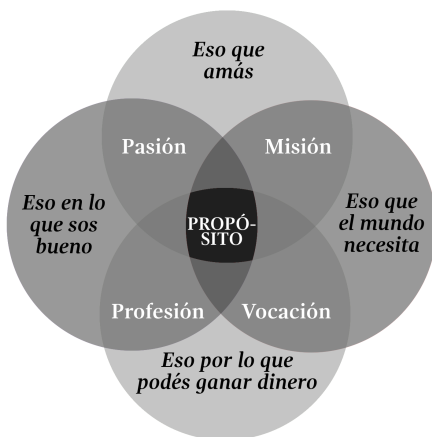 Eso que
amás
Pasión
Misión
Eso en lo
que sos
bueno
PROPÓ-
SITO
Eso que
el mundo
necesita
Profesión
Vocación
Eso por lo que
podés ganar dinero